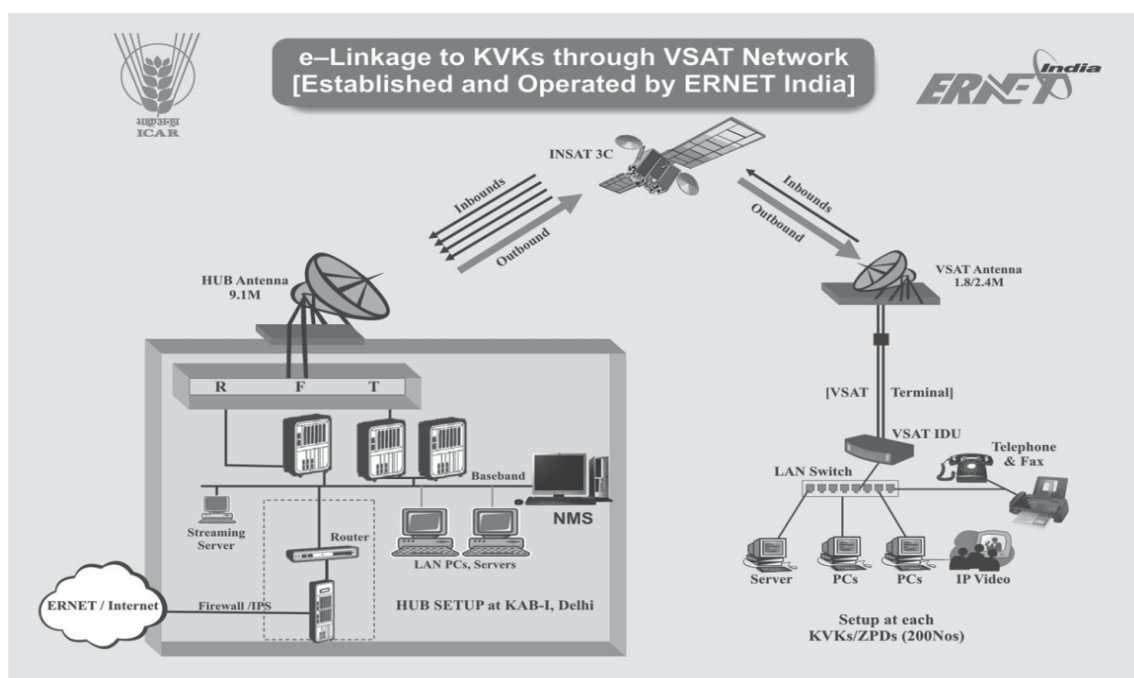 e–Linkage to KVKs through VSAT Network
[Established and Operated by ERNET India]
ICAR
ERNET India
INSAT 3C
Inbounds
Outbound
Inbounds
Outbound
HUB Antenna
9.1M
VSAT Antenna
1.8/2.4M
R F T
[VSAT Terminal]
VSAT IDU
Telephone
& Fax
LAN Switch
Baseband
NMS
Streaming
Server
Router
LAN PCs, Servers
Server
PCs
PCs
IP Video
ERNET / Internet
Firewall /IPS
HUB SETUP at KAB-I, Delhi
Setup at each
KVKs/ZPDs (200Nos)